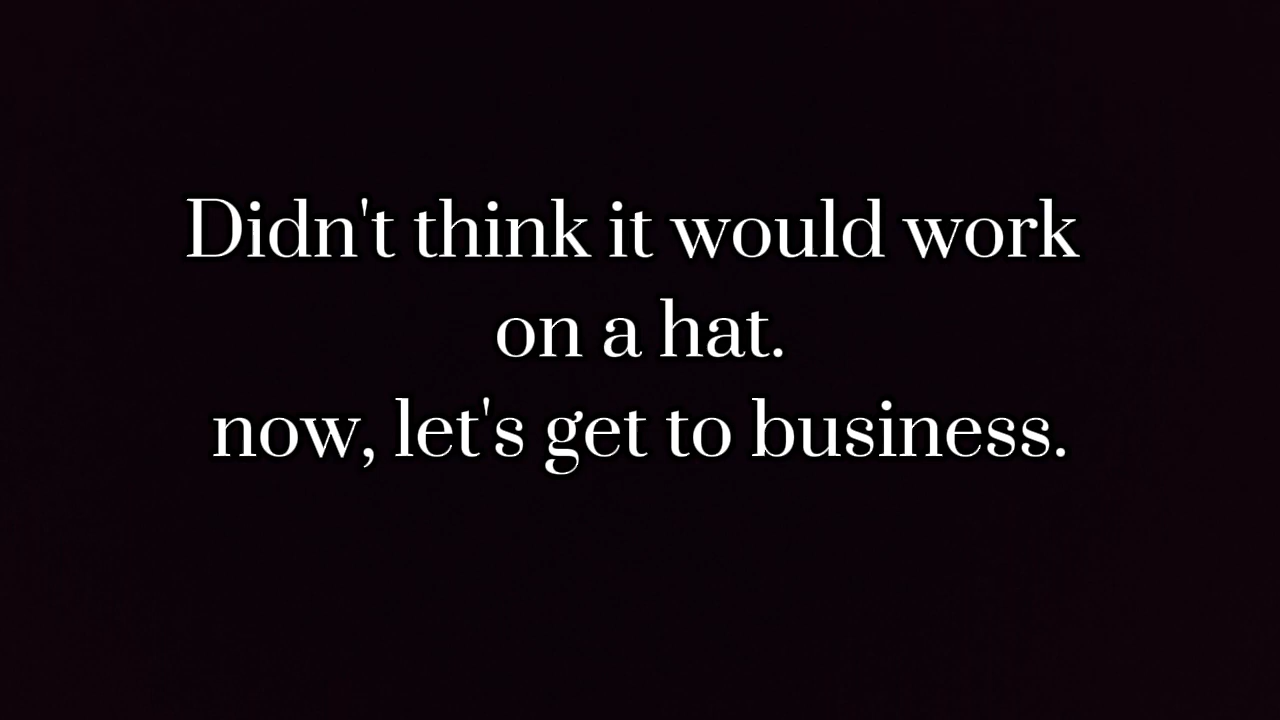 Didn't think it would work
on a hat.
now, let's get to business.